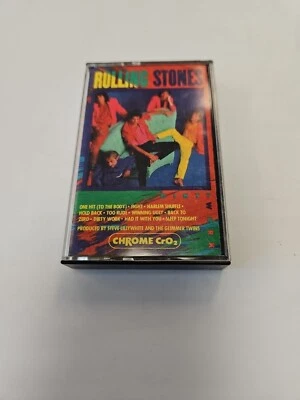 ROLLING STONES
ONE HIT (TO THE BODY) • FIGHT • HARLEM SHUFFLE •
HOLD BACK • TOO RUDE • WINNING UGLY • BACK TO
ZERO • DIRTY WORK • HAD IT WITH YOU • SLEEP TONIGHT
PRODUCED BY STEVE LILLYWHITE AND THE GLIMMER TWINS
CHROME CrO₂